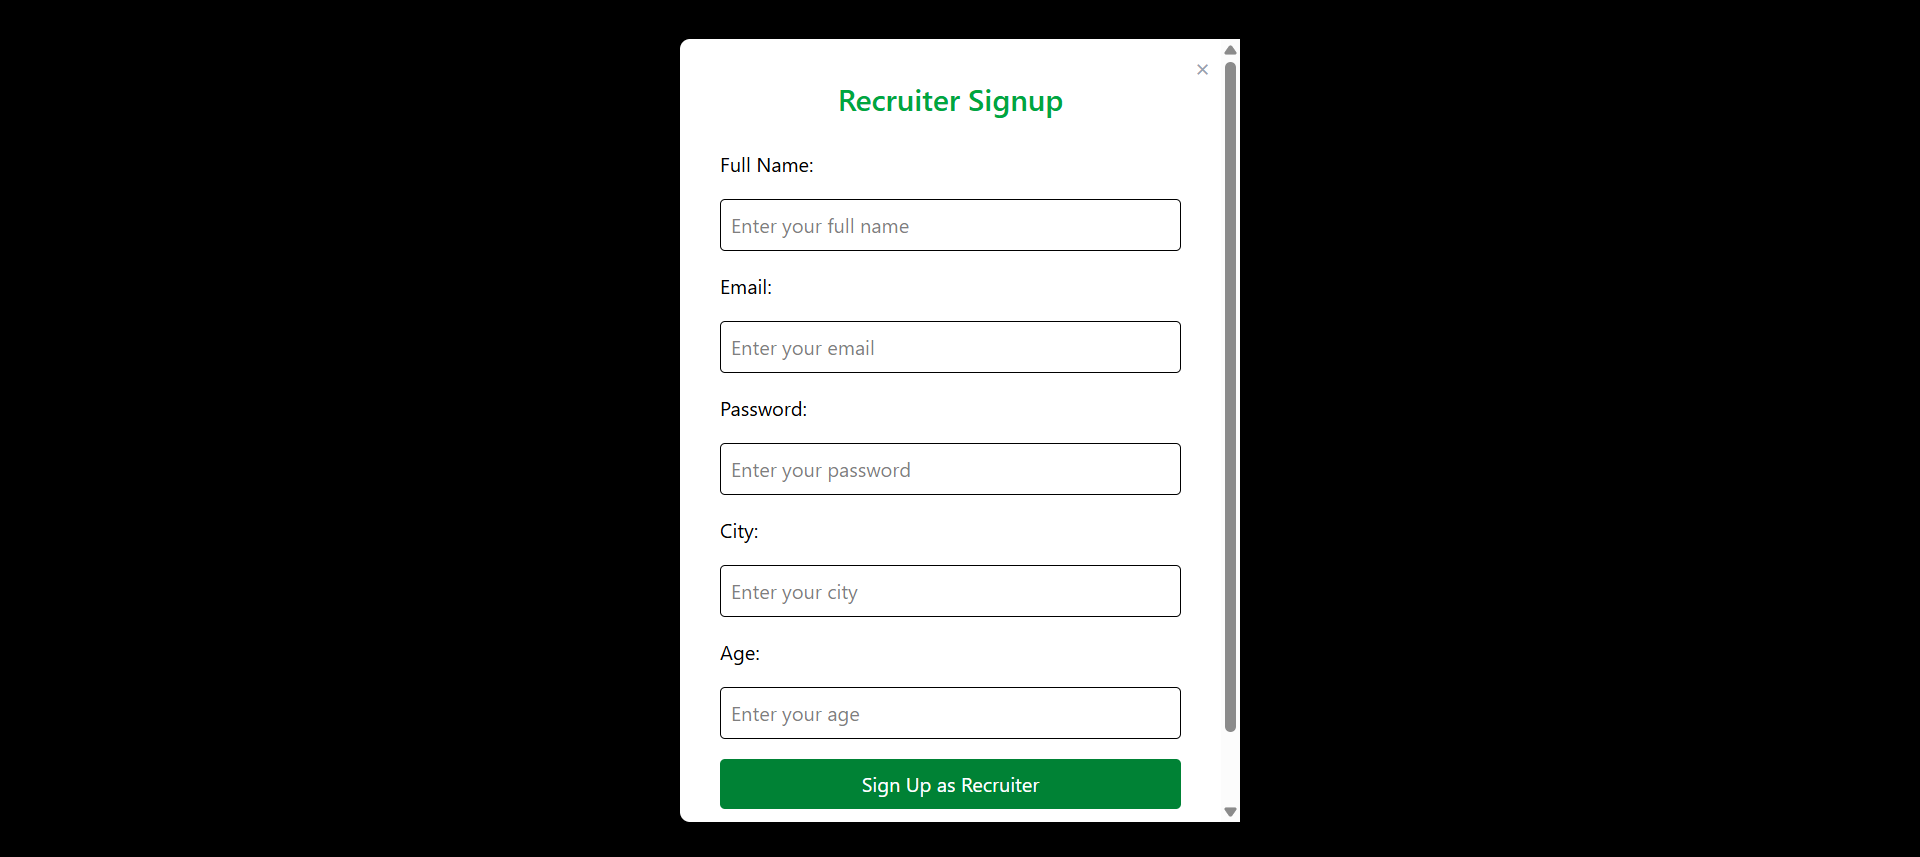 ×
Recruiter Signup
Full Name:
Enter your full name
Email:
Enter your email
Password:
Enter your password
City:
Enter your city
Age:
Enter your age
Sign Up as Recruiter